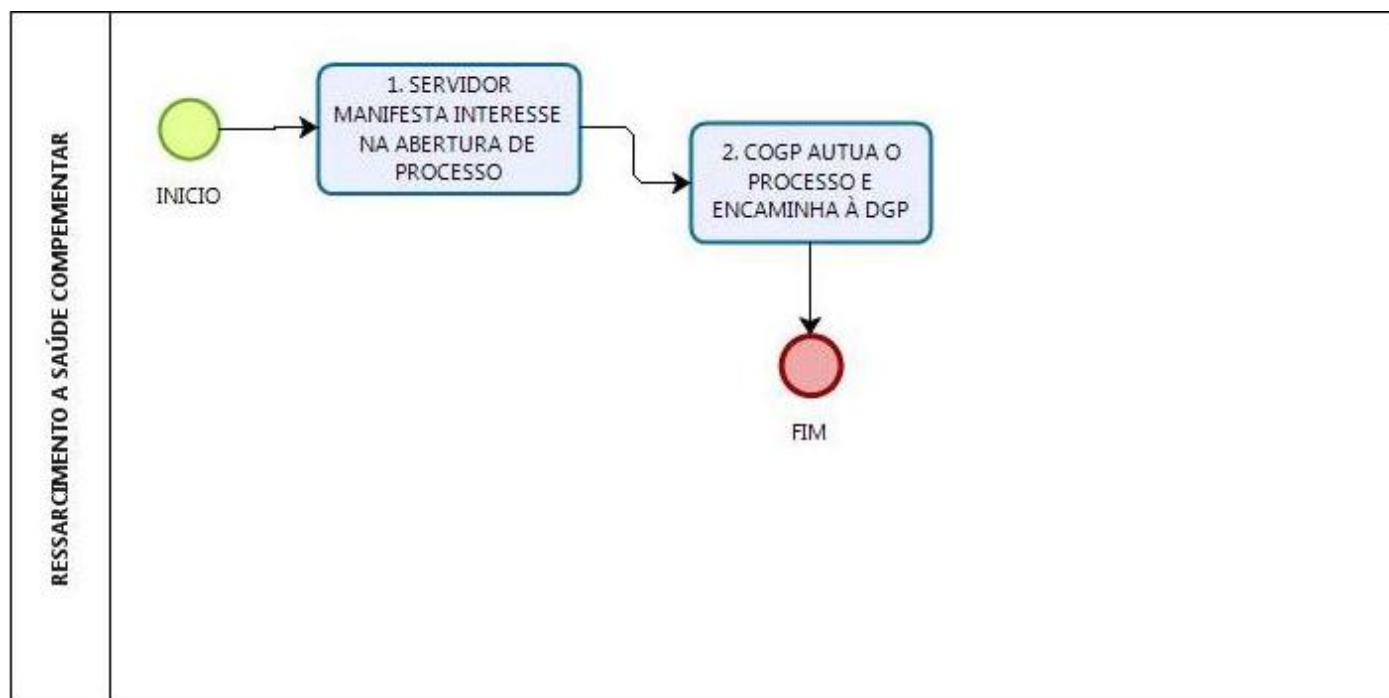 RESSARCIMENTO A SAÚDE COMPEMENTAR
INICIO
1. SERVIDOR
MANIFESTA INTERESSE
NA ABERTURA DE
PROCESSO
2. COGP AUTUA O
PROCESSO E
ENCAMINHA À DGP
FIM